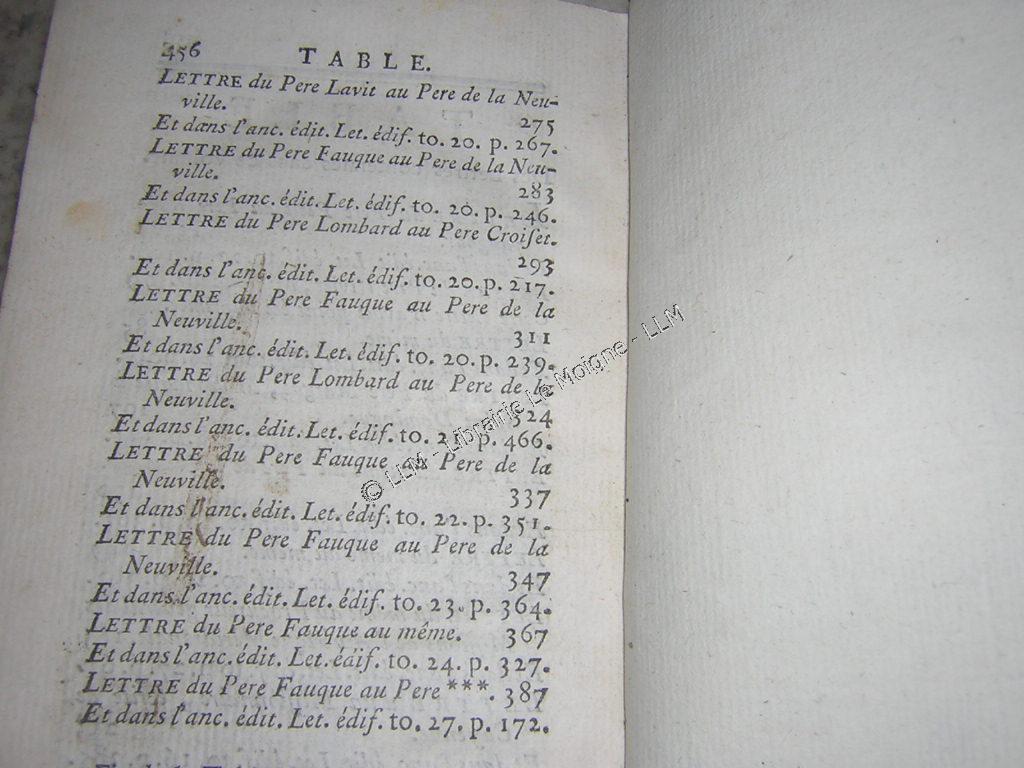 456 TABLE.
LETTRE du Pere Lavit au Pere de la Neu-
ville. 275
Et dans l'anc. édit. Let. édif. to. 20. p. 267.
LETTRE du Pere Fauque au Pere de la Neu-
ville. 283
Et dans l'anc. édit. Let. édif. to. 20. p. 246.
LETTRE du Pere Lombard au Pere Croiſet.
293
Et dans l'anc. édit. Let. édif. to. 20. p. 217.
LETTRE du Pere Fauque au Pere de la
Neuville. 311
Et dans l'anc. édit. Let. édif. to. 20. p. 239.
LETTRE du Pere Lombard au Pere de la
Neuville. 324
Et dans l'anc. édit. Let. édif. to. p. 466.
LETTRE du Pere Fauque au Pere de la
Neuville. 337
Et dans l'anc. édit. Let. édif. to. 22. p. 351.
LETTRE du Pere Fauque au Pere de la
Neuville. 347
Et dans l'anc. édit. Let. édif. to. 23. p. 364.
LETTRE du Pere Fauque au même. 367
Et dans l'anc. édit. Let. édif. to. 24. p. 327.
LETTRE du Pere Fauque au Pere ***. 387
Et dans l'anc. édit. Let. édif. to. 27. p. 172.
© LLM - Librairie Le Moigne - LLM